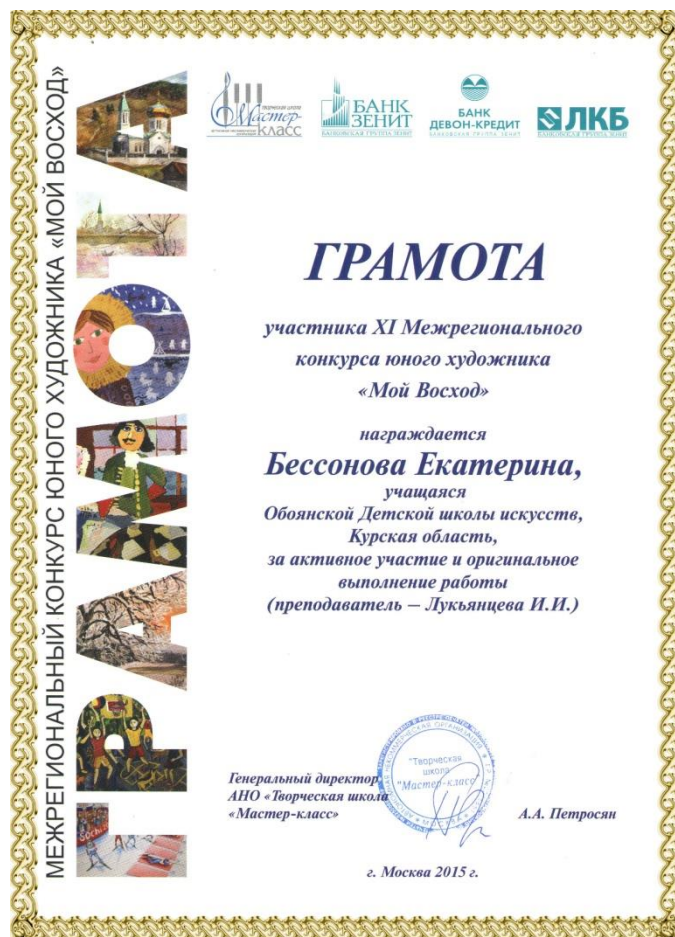 МЕЖРЕГИОНАЛЬНЫЙ КОНКУРС ЮНОГО ХУДОЖНИКА «МОЙ ВОСХОД»
ГРАМОТА
творческая школа
Мастер-
КЛАСС
БАНК
ЗЕНИТ
БАНКОВСКАЯ ГРУППА ЗЕНИТ
БАНК
ДЕВОН-КРЕДИТ
БАНКОВСКАЯ ГРУППА ЗЕНИТ
ЛКБ
БАНКОВСКАЯ ГРУППА ЗЕНИТ
ГРАМОТА
участника XI Межрегионального
конкурса юного художника
«Мой Восход»
награждается
Бессонова Екатерина,
учащаяся
Обоянской Детской школы искусств,
Курская область,
за активное участие и оригинальное
выполнение работы
(преподаватель – Лукьянцева И.И.)
Генеральный директор
АНО «Творческая школа
«Мастер-класс»
"Творческая
школа
"Мастер-класс"
МОСКВА
А.А. Петросян
г. Москва 2015 г.